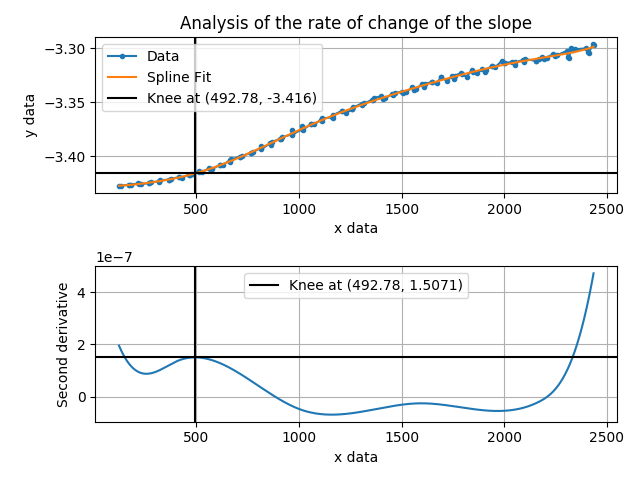 Analysis of the rate of change of the slope
−3.30
−3.35
−3.40
y data
Data
Spline Fit
Knee at (492.78, -3.416)
500
1000
1500
2000
2500
x data
1e−7
4
2
0
Second derivative
Knee at (492.78, 1.5071)
500
1000
1500
2000
2500
x data